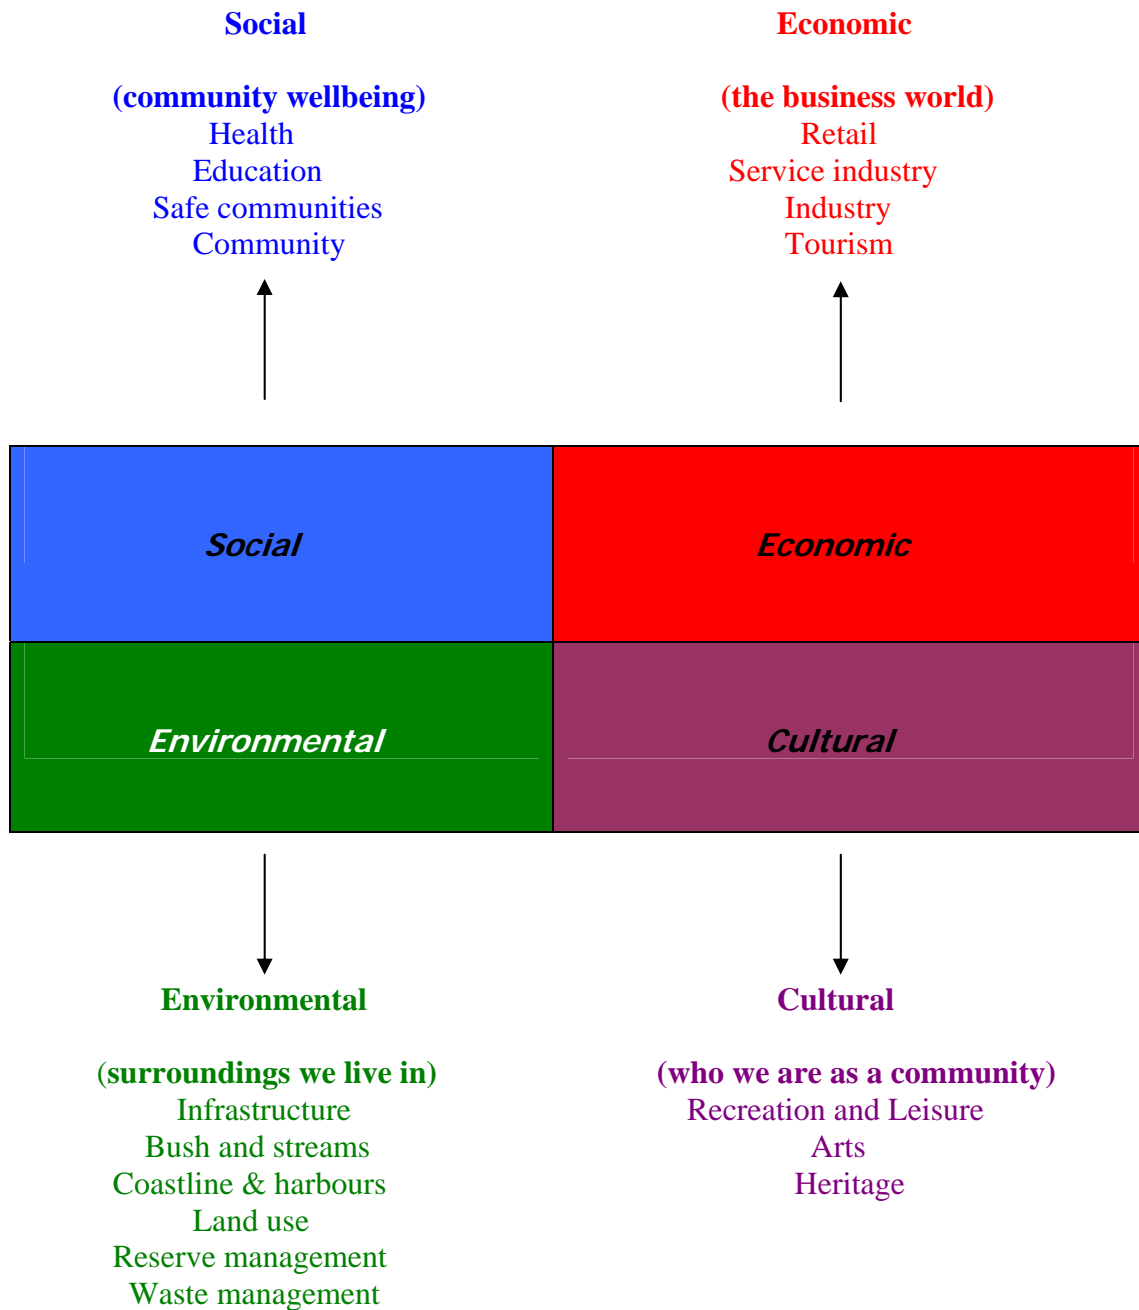 Social
(community wellbeing)
Health
Education
Safe communities
Community
Economic
(the business world)
Retail
Service industry
Industry
Tourism
Social
Economic
Environmental
Cultural
Environmental
(surroundings we live in)
Infrastructure
Bush and streams
Coastline & harbours
Land use
Reserve management
Waste management
Cultural
(who we are as a community)
Recreation and Leisure
Arts
Heritage